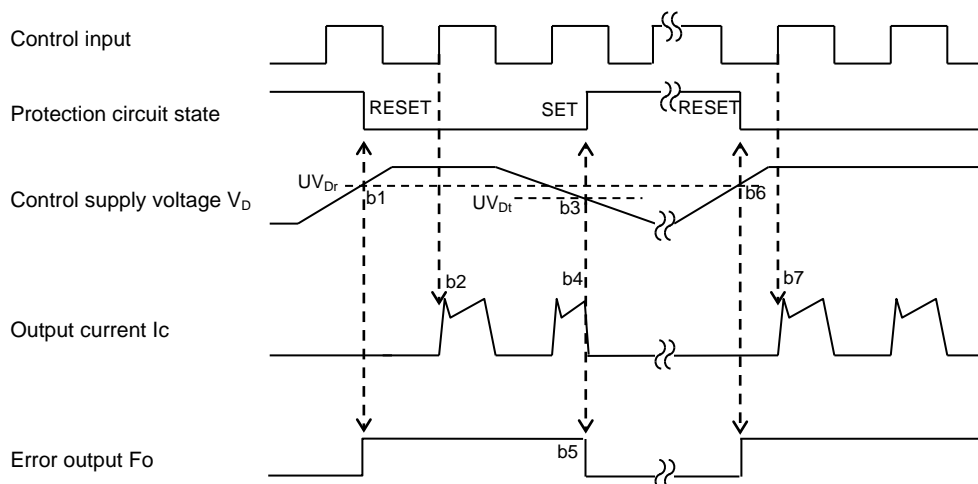 Control input
Protection circuit state
RESET
SET
RESET
Control supply voltage VD
UVDr
b1
UVDt
b3
b6
b2
b4
b7
Output current Ic
b5
Error output Fo